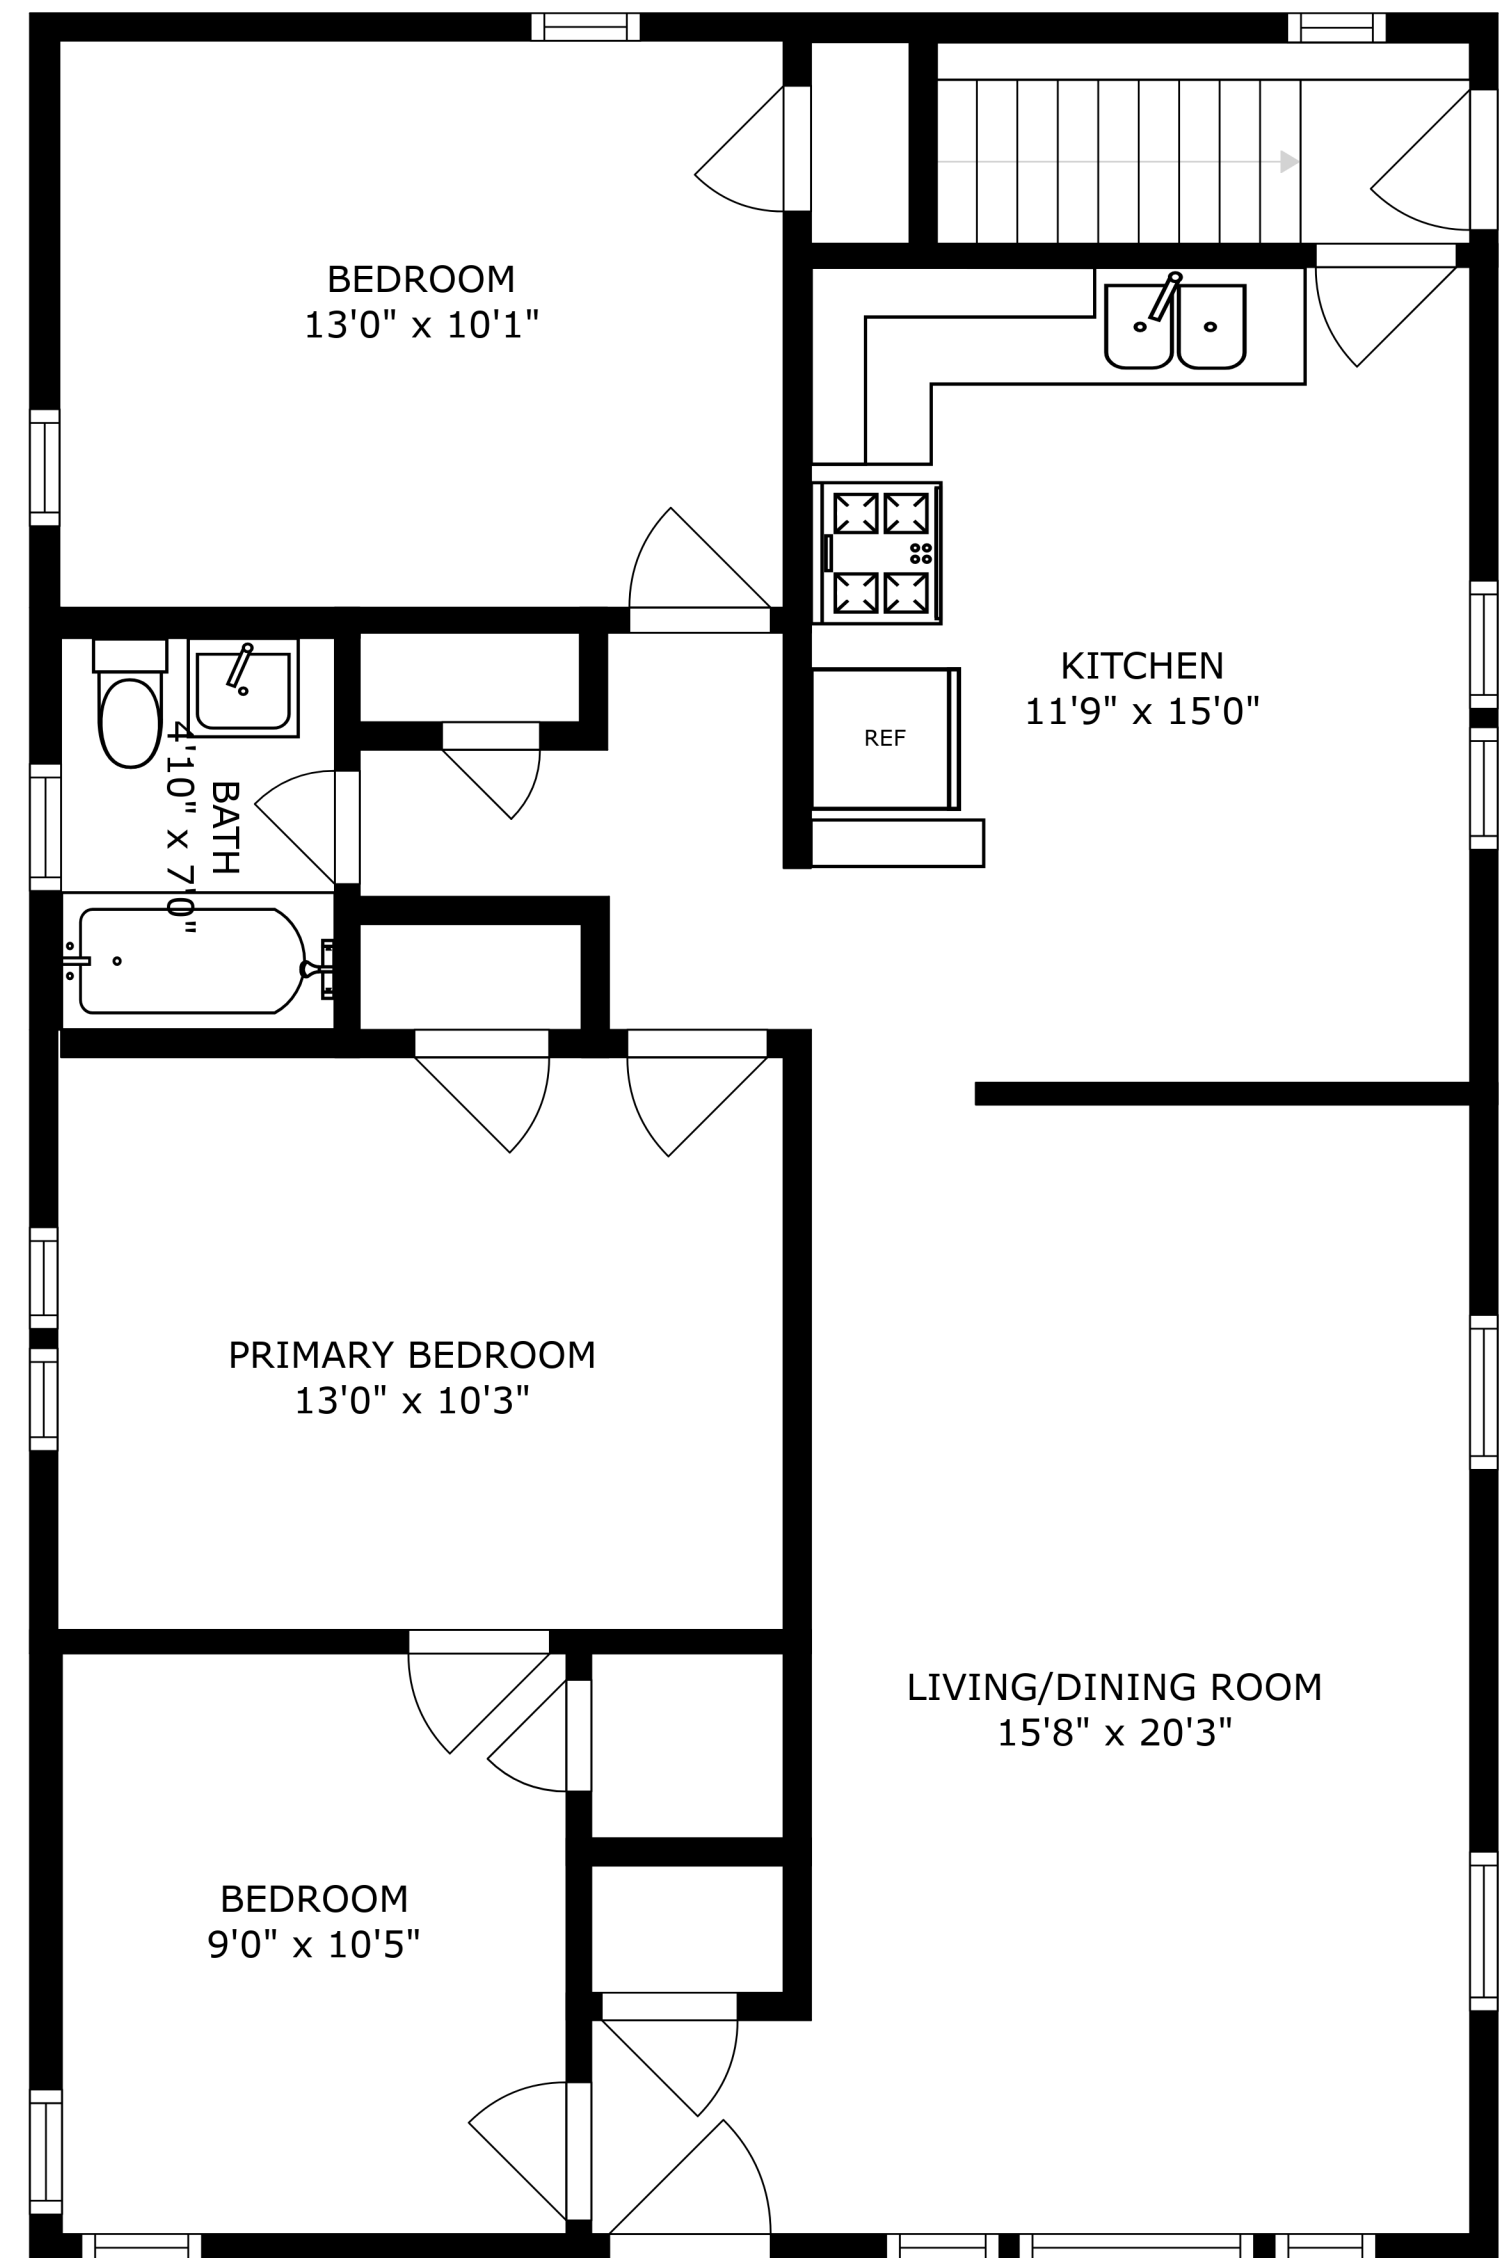 BEDROOM
13'0" x 10'1"
KITCHEN
11'9" x 15'0"
REF
BATH
4'10" x 7'0"
PRIMARY BEDROOM
13'0" x 10'3"
LIVING/DINING ROOM
15'8" x 20'3"
BEDROOM
9'0" x 10'5"